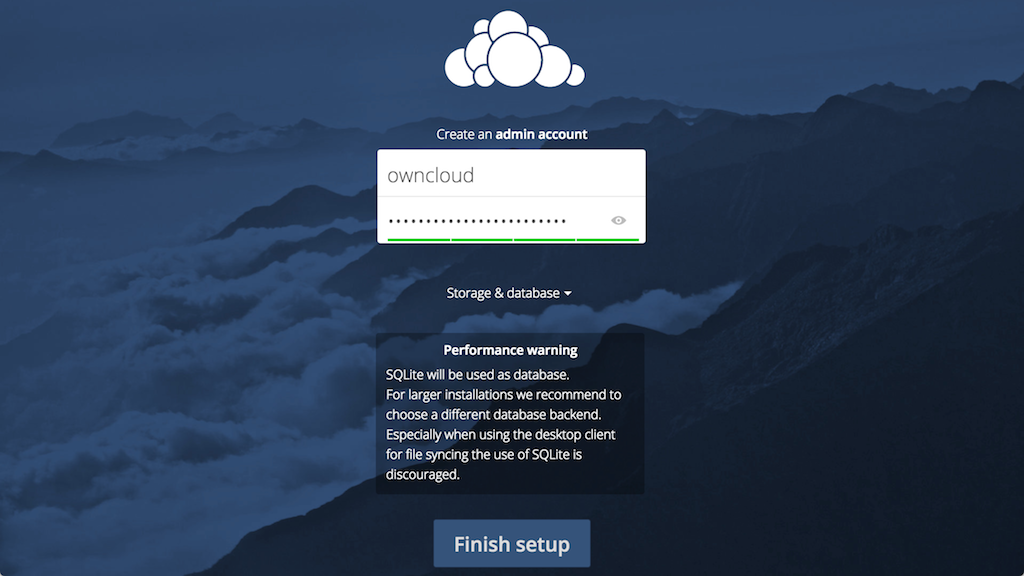 Create an admin account
owncloud
Storage & database
Performance warning
SQLite will be used as database.
For larger installations we recommend to
choose a different database backend.
Especially when using the desktop client
for file syncing the use of SQLite is
discouraged.
Finish setup